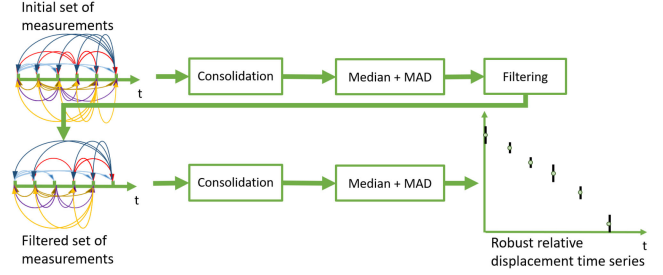 Initial set of
measurements
t
Consolidation
Median + MAD
Filtering
t
Consolidation
Median + MAD
Filtered set of
measurements
t
Robust relative
displacement time series